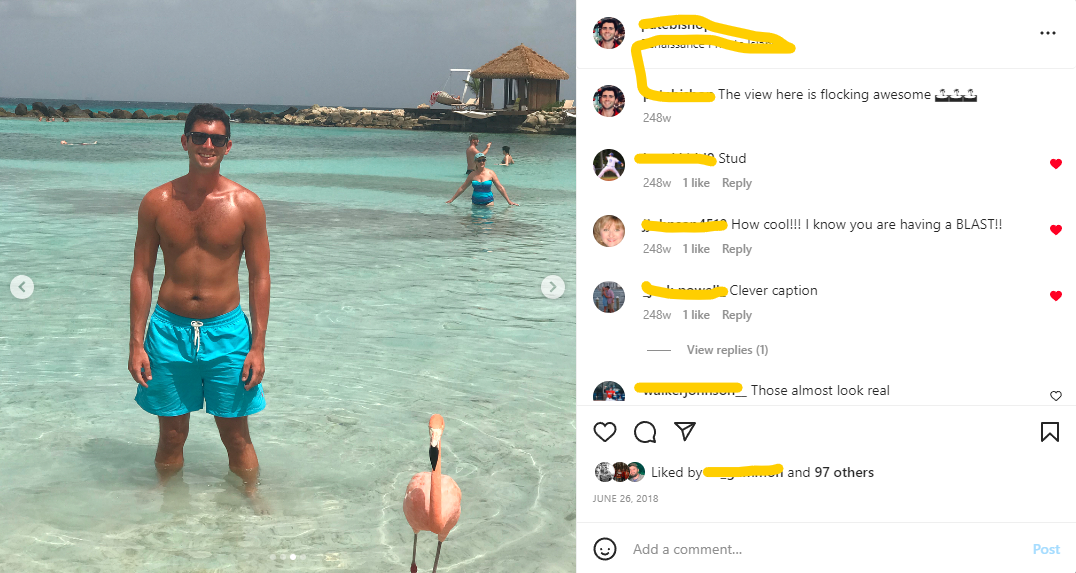 The view here is flocking awesome
248w
Stud
248w 1 like Reply
How cool!!! I know you are having a BLAST!!
248w 1 like Reply
Clever caption
248w 1 like Reply
View replies (1)
Those almost look real
Liked by and 97 others
JUNE 26, 2018
Add a comment... Post